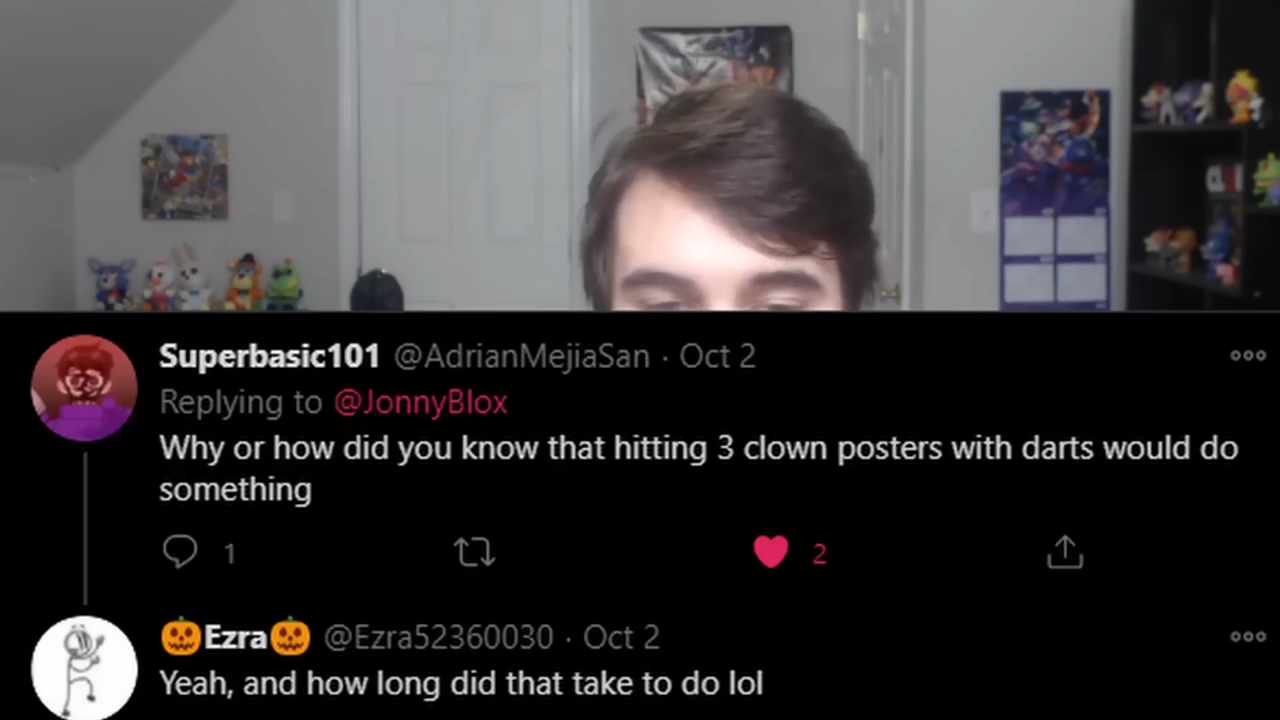 Superbasic101 @AdrianMejiaSan · Oct 2
Replying to @JonnyBlox
Why or how did you know that hitting 3 clown posters with darts would do
something
1 2
🎃Ezra🎃 @Ezra52360030 · Oct 2
Yeah, and how long did that take to do lol